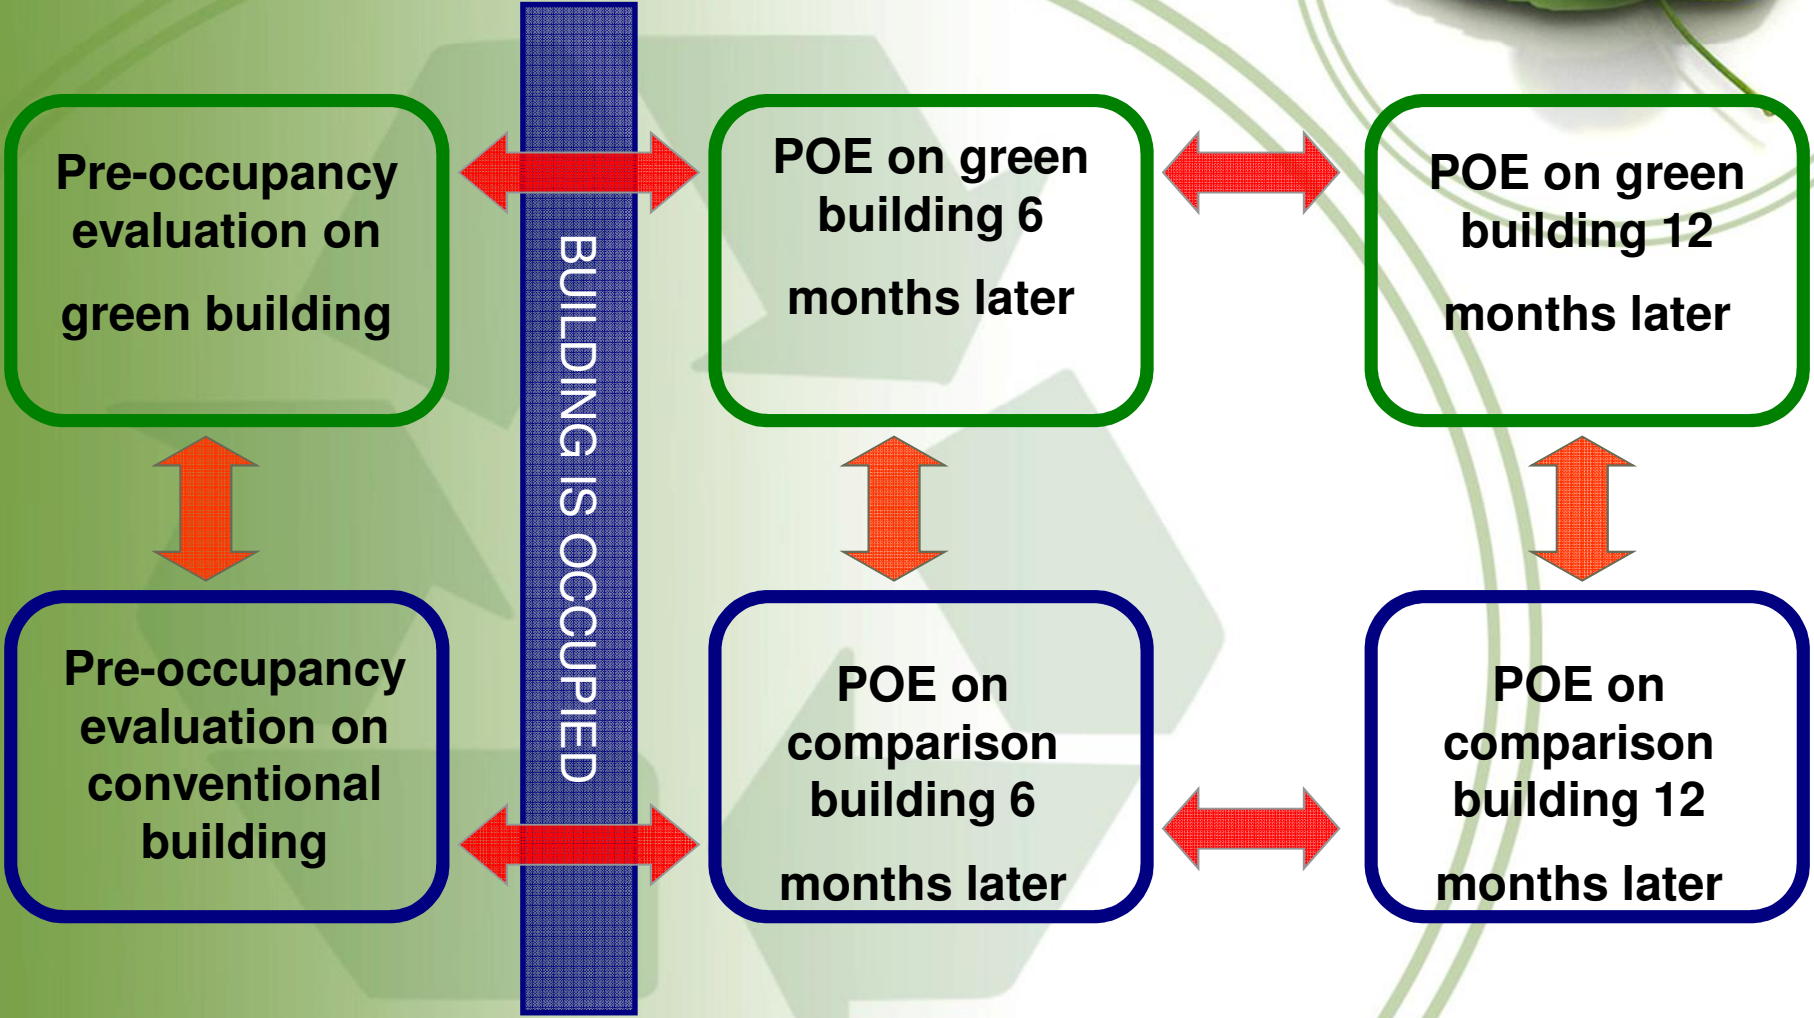 Pre-occupancy
evaluation on
green building
BUILDING IS OCCUPIED
POE on green
building 6
months later
POE on green
building 12
months later
Pre-occupancy
evaluation on
conventional
building
POE on
comparison
building 6
months later
POE on
comparison
building 12
months later